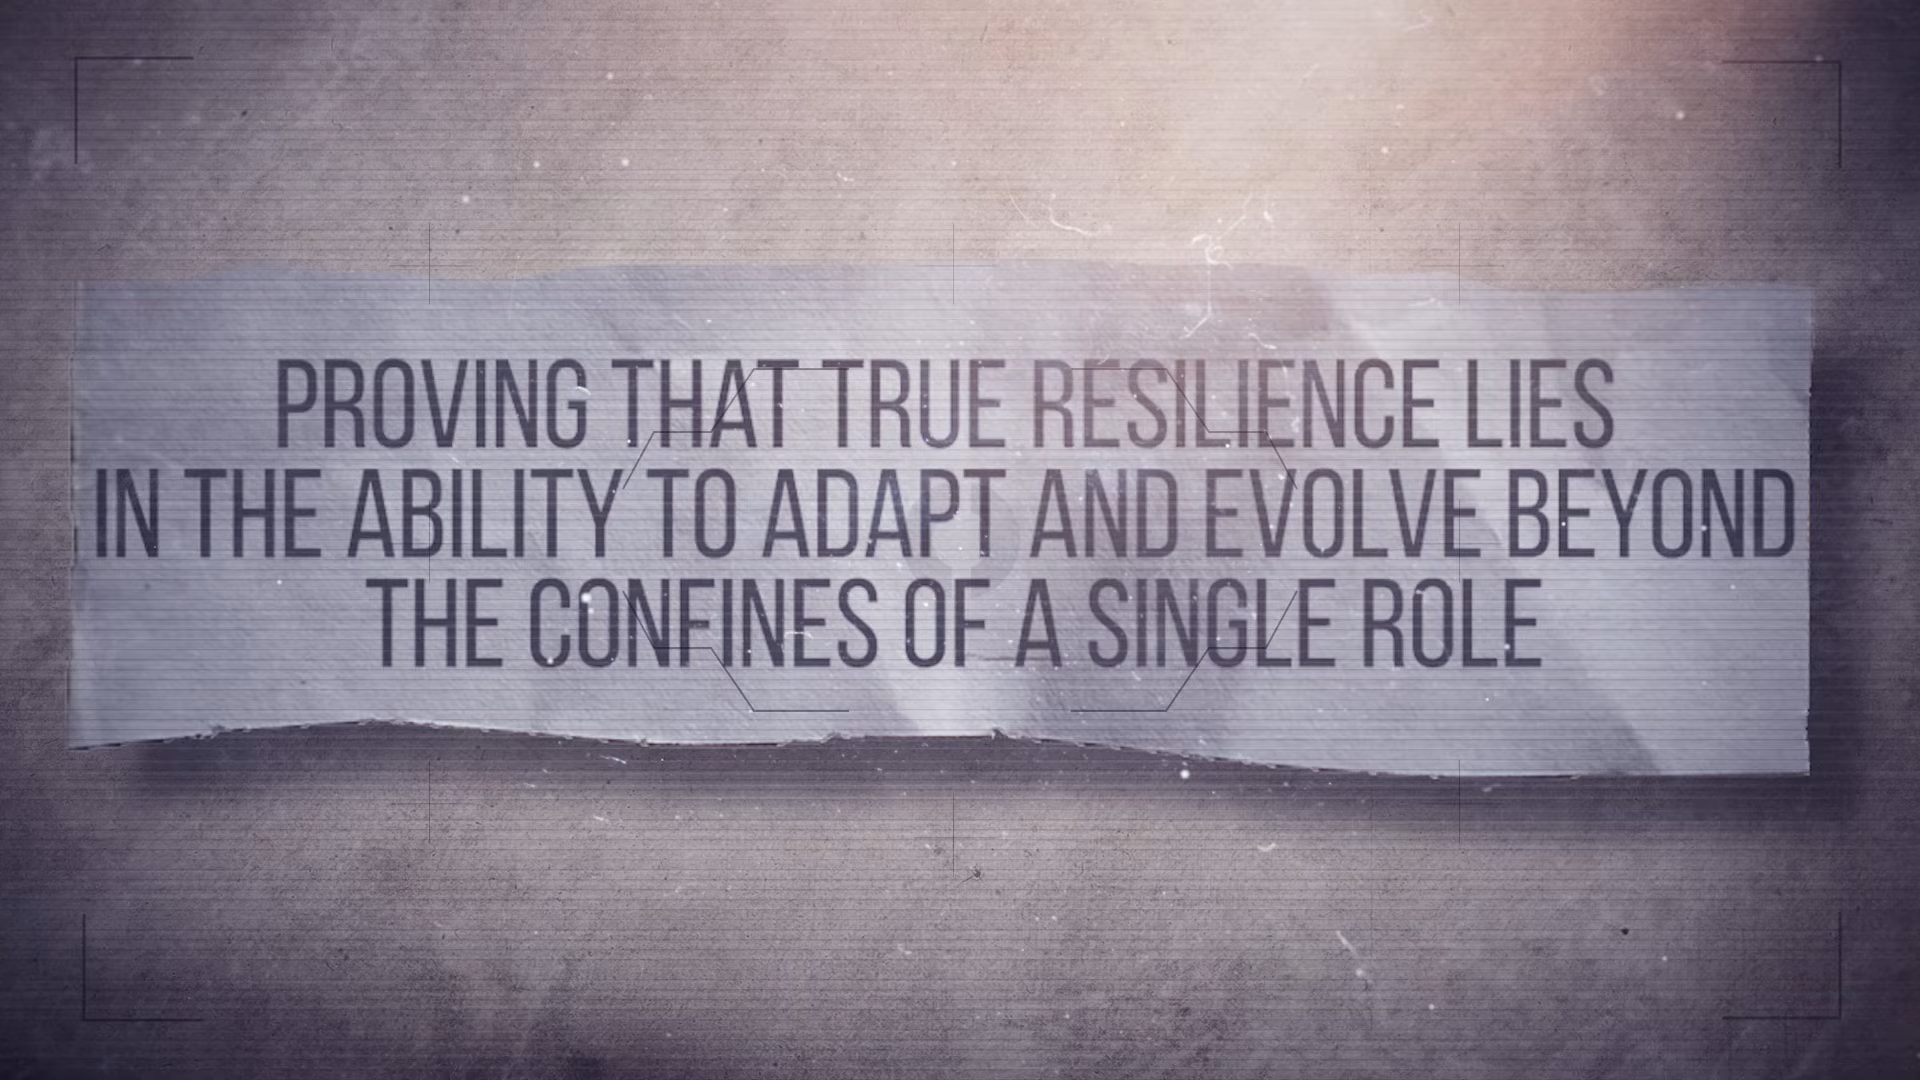 PROVING THAT TRUE RESILIENCE LIES
IN THE ABILITY TO ADAPT AND EVOLVE BEYOND
THE CONFINES OF A SINGLE ROLE